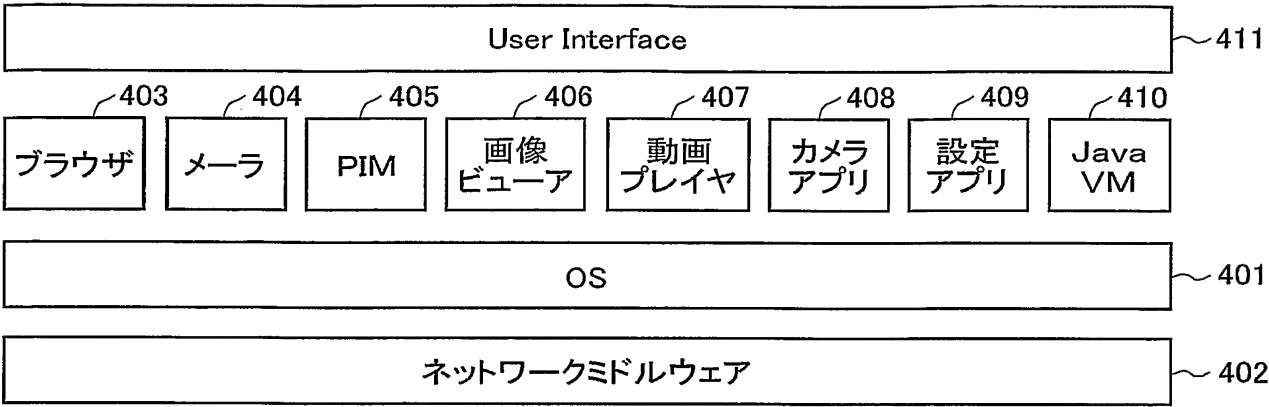 User Interface
411
403
404
405
406
407
408
409
410
ブラウザ
メーラ
PIM
画像
ビューア
動画
プレイヤ
カメラ
アプリ
設定
アプリ
Java
VM
OS
401
ネットワークミドルウェア
402